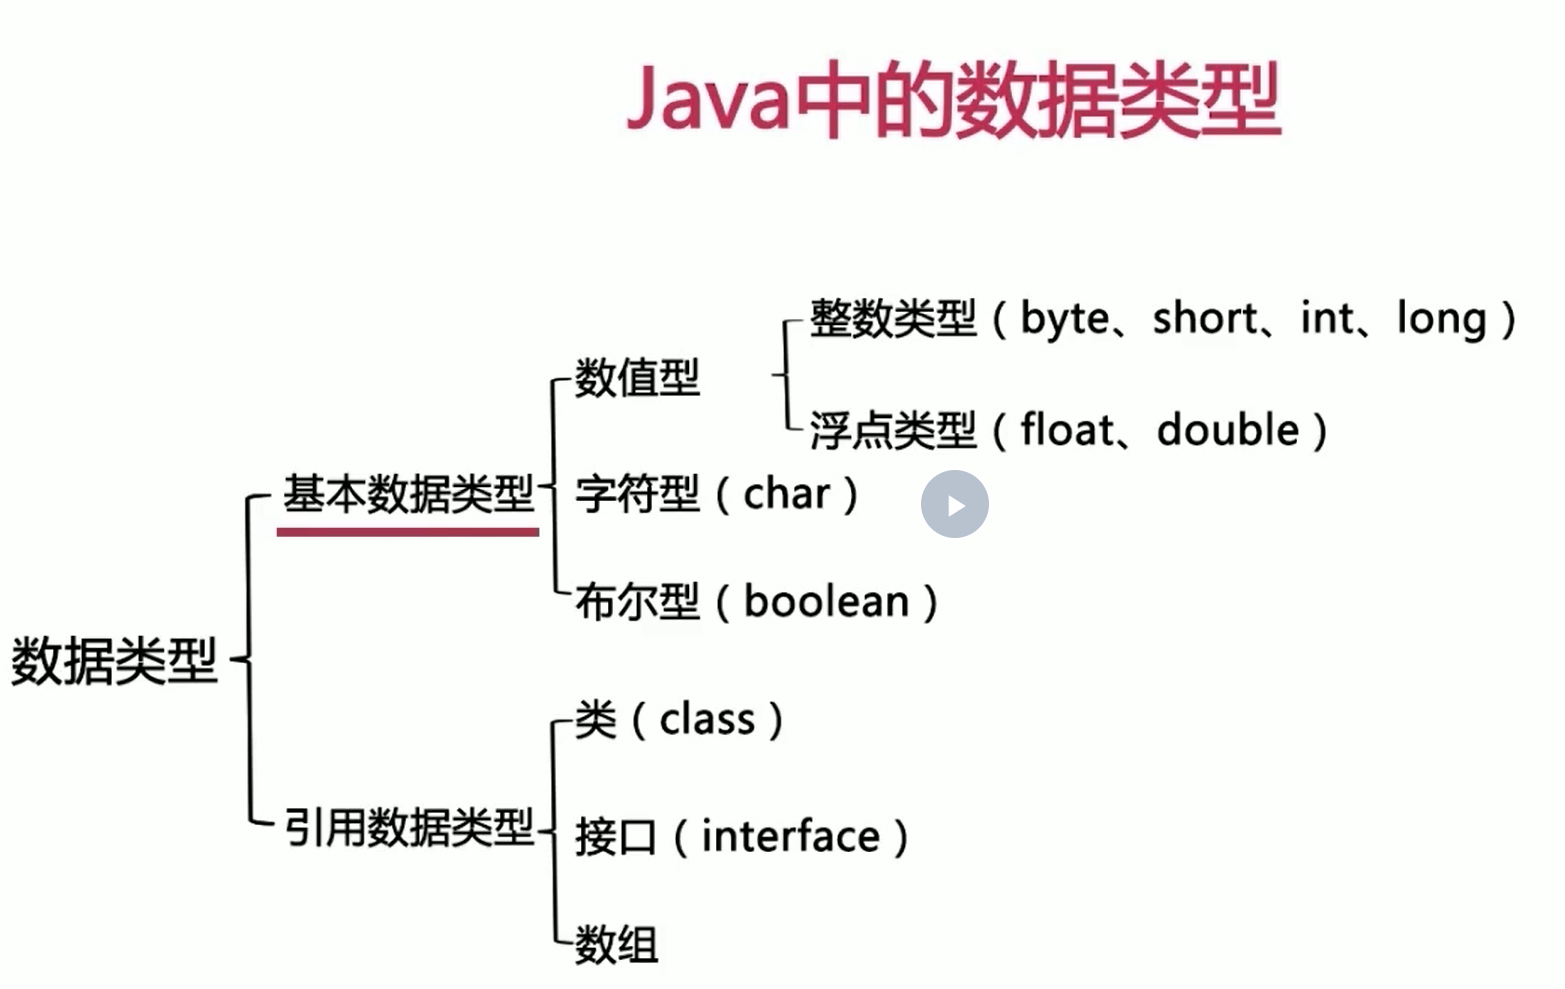 Java中的数据类型
整数类型（byte、short、int、long）
数值型
浮点类型（float、double）
基本数据类型
字符型（char）
布尔型（boolean）
数据类型
类（class）
引用数据类型
接口（interface）
数组